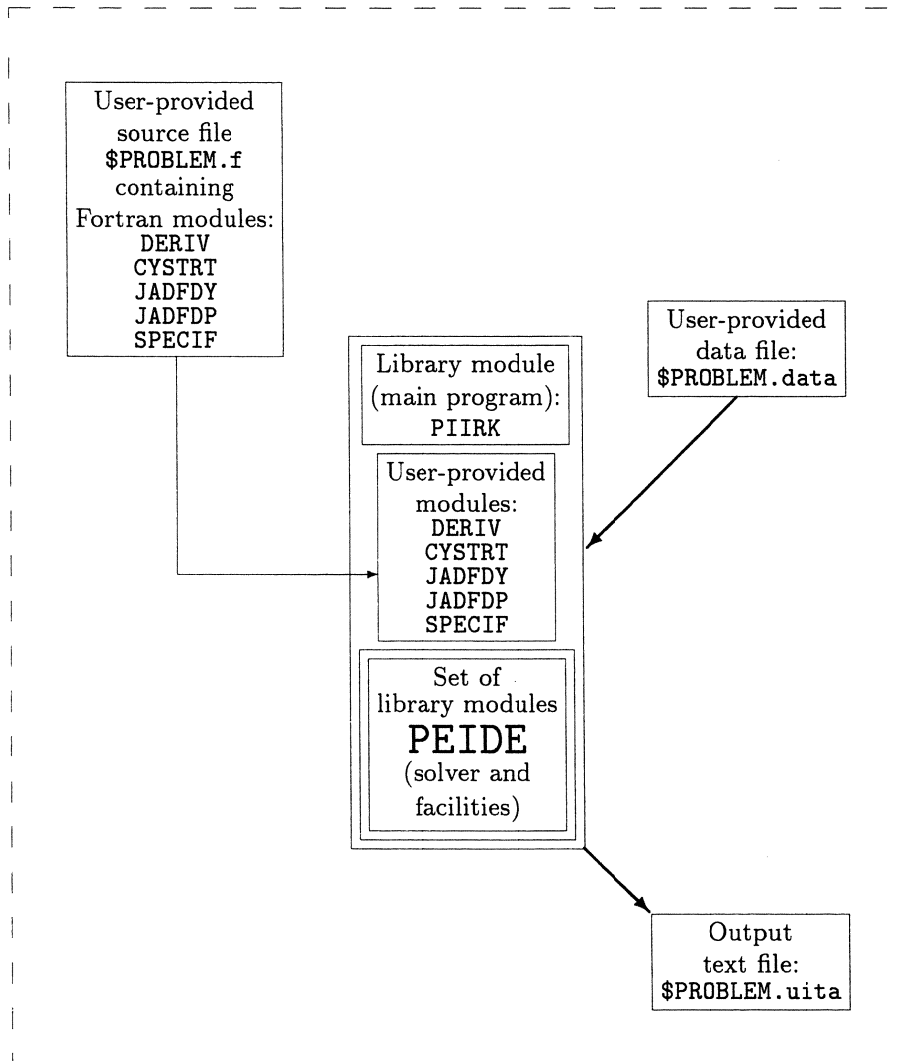 User-provided
source file
$PROBLEM.f
containing
Fortran modules:
DERIV
CYSTRT
JADFDY
JADFDP
SPECIF
User-provided
data file:
$PROBLEM.data
Library module
(main program):
PIIRK
User-provided
modules:
DERIV
CYSTRT
JADFDY
JADFDP
SPECIF
Set of
library modules
PEIDE
(solver and
facilities)
Output
text file:
$PROBLEM.uita